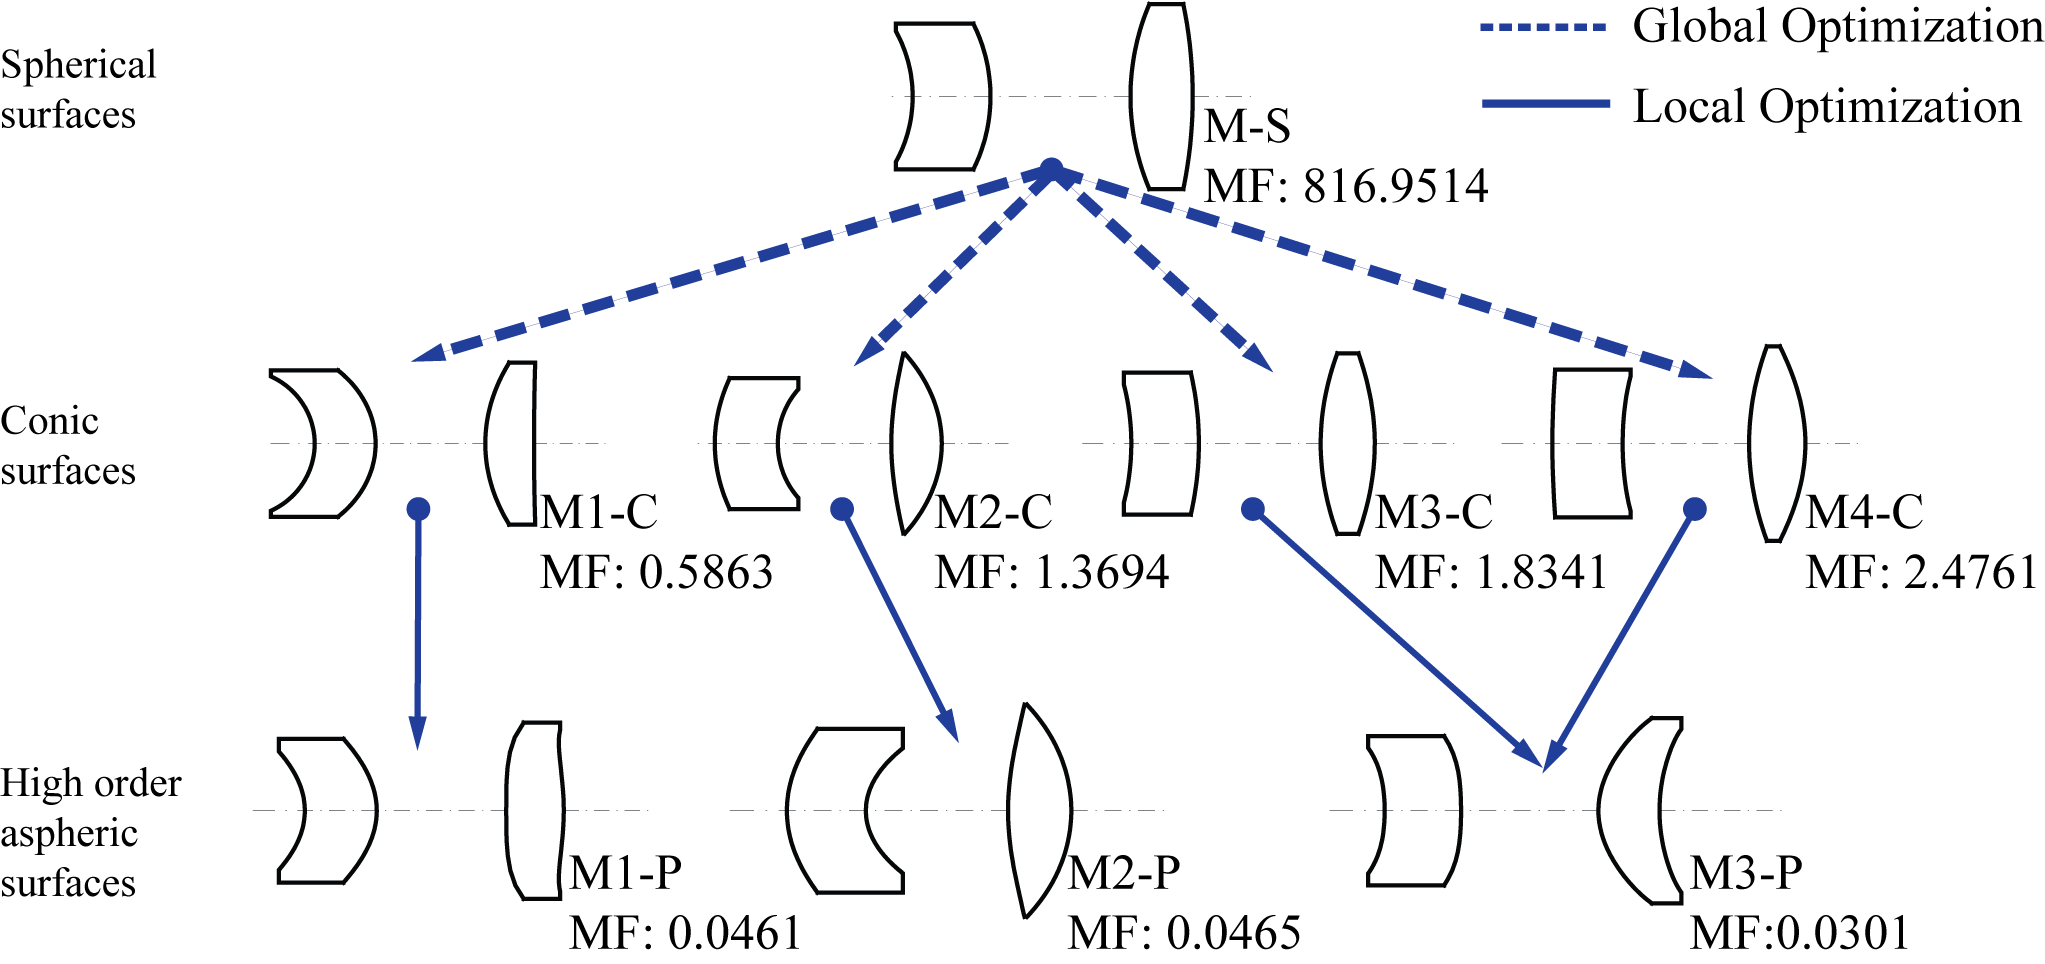 Spherical
surfaces
M-S
MF: 816.9514
Global Optimization
Local Optimization
Conic
surfaces
M1-C
MF: 0.5863
M2-C
MF: 1.3694
M3-C
MF: 1.8341
M4-C
MF: 2.4761
High order
aspheric
surfaces
M1-P
MF: 0.0461
M2-P
MF: 0.0465
M3-P
MF:0.0301